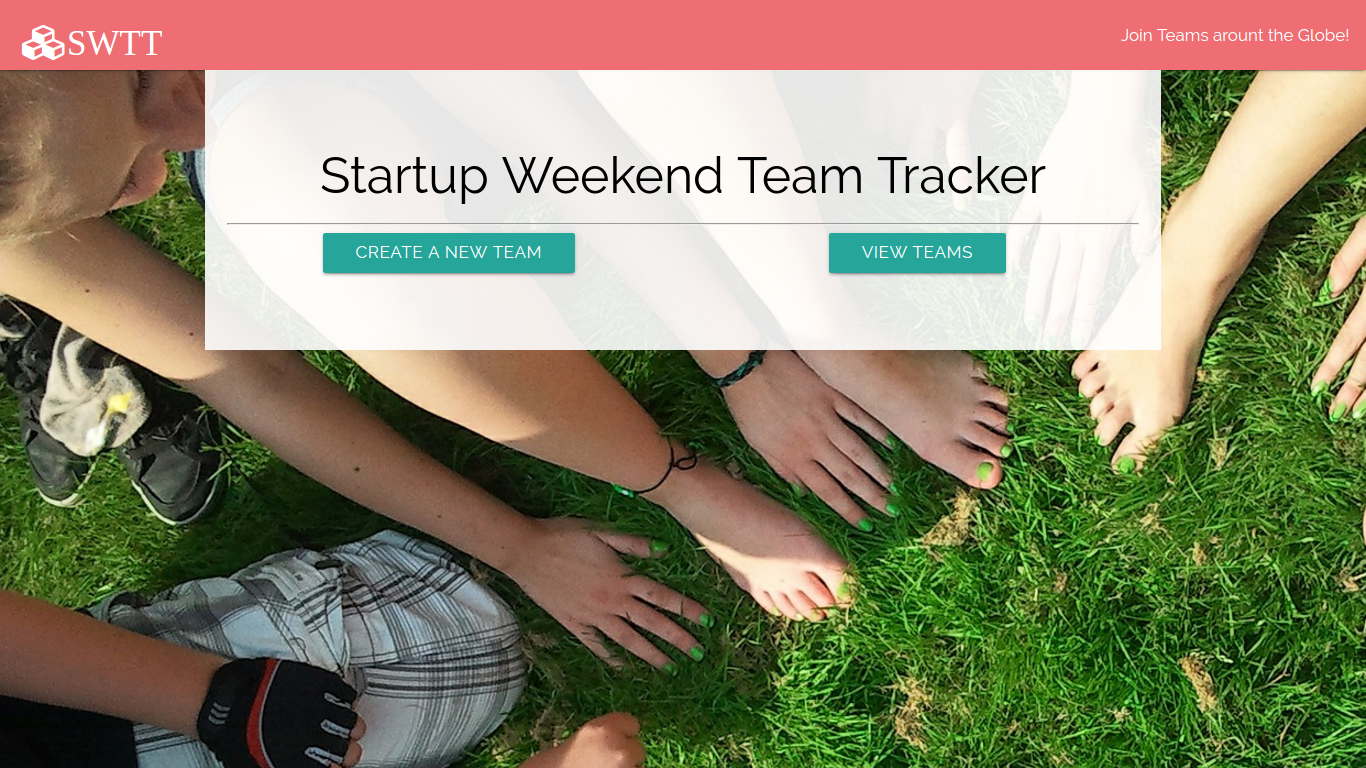 SWTT
Join Teams arount the Globe!
Startup Weekend Team Tracker
CREATE A NEW TEAM
VIEW TEAMS